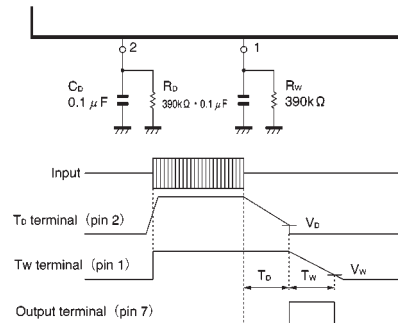 2
1
CD
0.1 μF
RD
390kΩ・0.1 μF
RW
390kΩ
Input
TD terminal (pin 2)
VD
TW terminal (pin 1)
VW
TD
TW
Output terminal (pin 7)